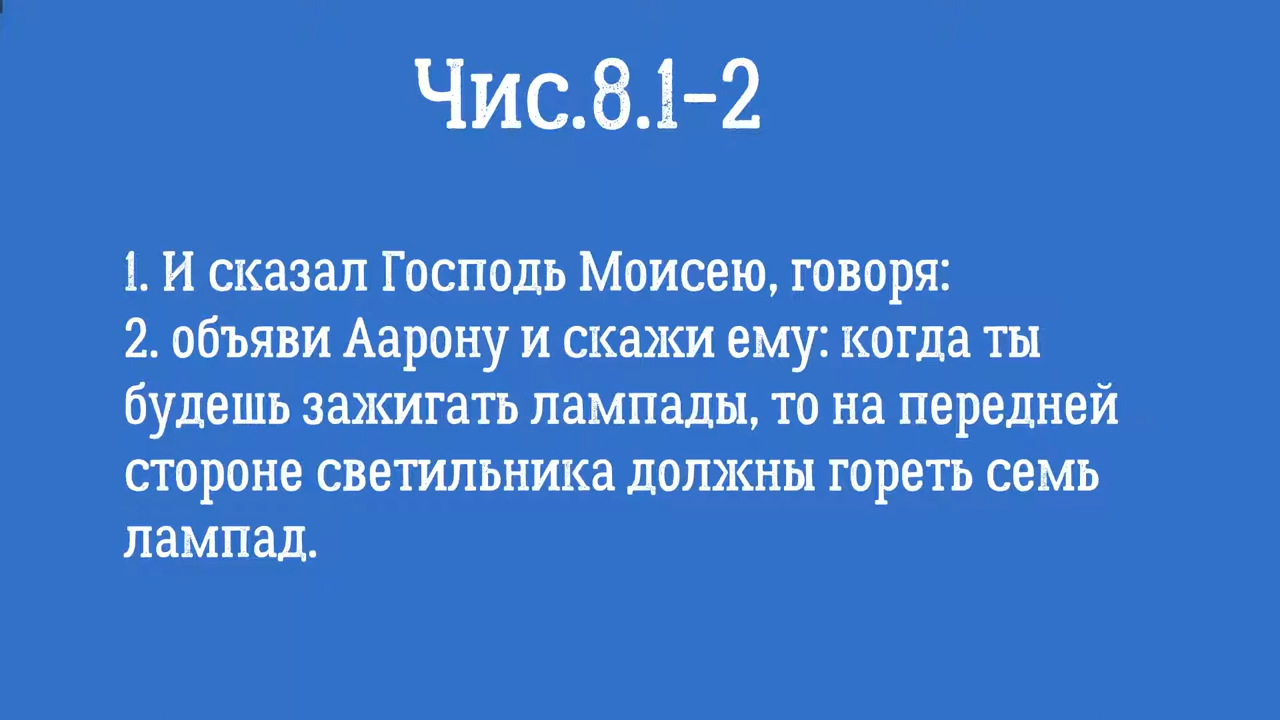 Чис.8.1-2
1. И сказал Господь Моисею, говоря:
2. объяви Аарону и скажи ему: когда ты
будешь зажигать лампады, то на передней
стороне светильника должны гореть семь
лампад.